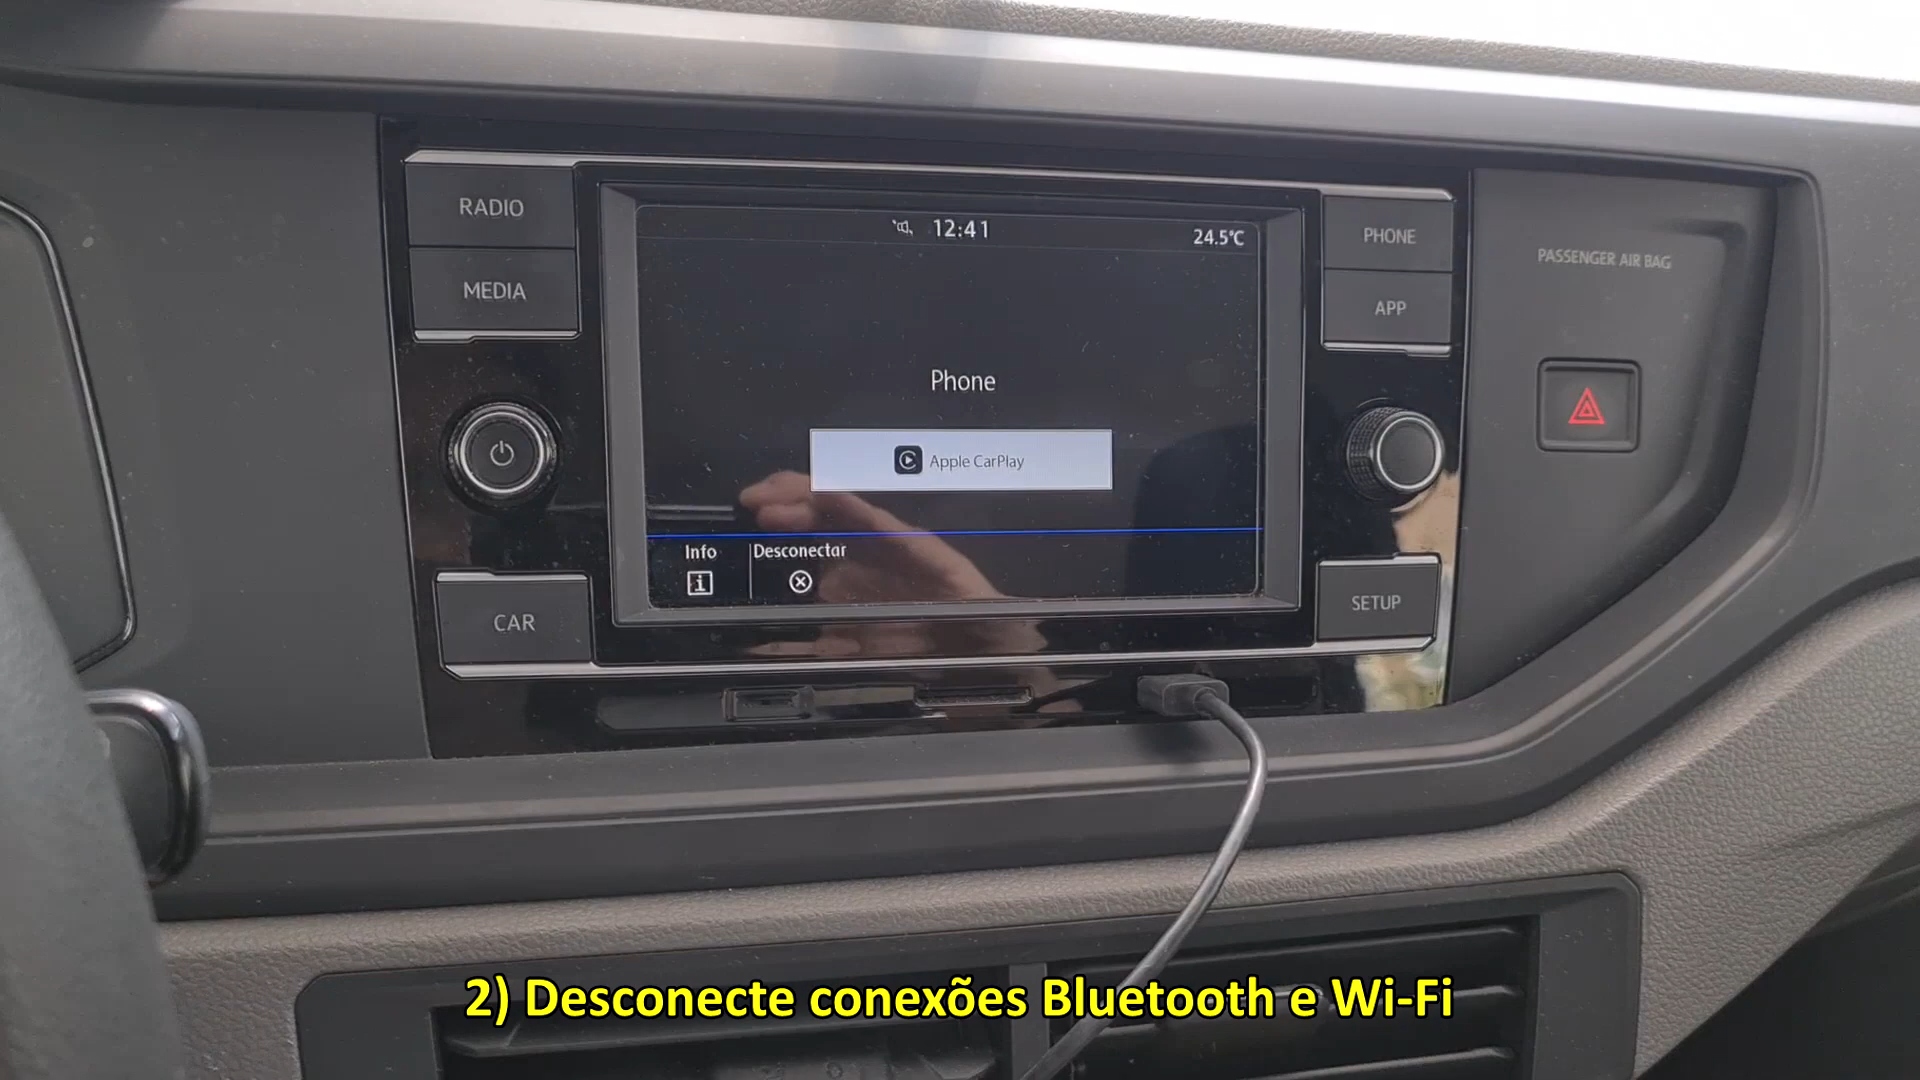 RADIO
MEDIA
CAR
12:41
24.5°C
Phone
Apple CarPlay
Info
Desconectar
PHONE
APP
SETUP
PASSENGER AIR BAG
2) Desconecte conexões Bluetooth e Wi-Fi